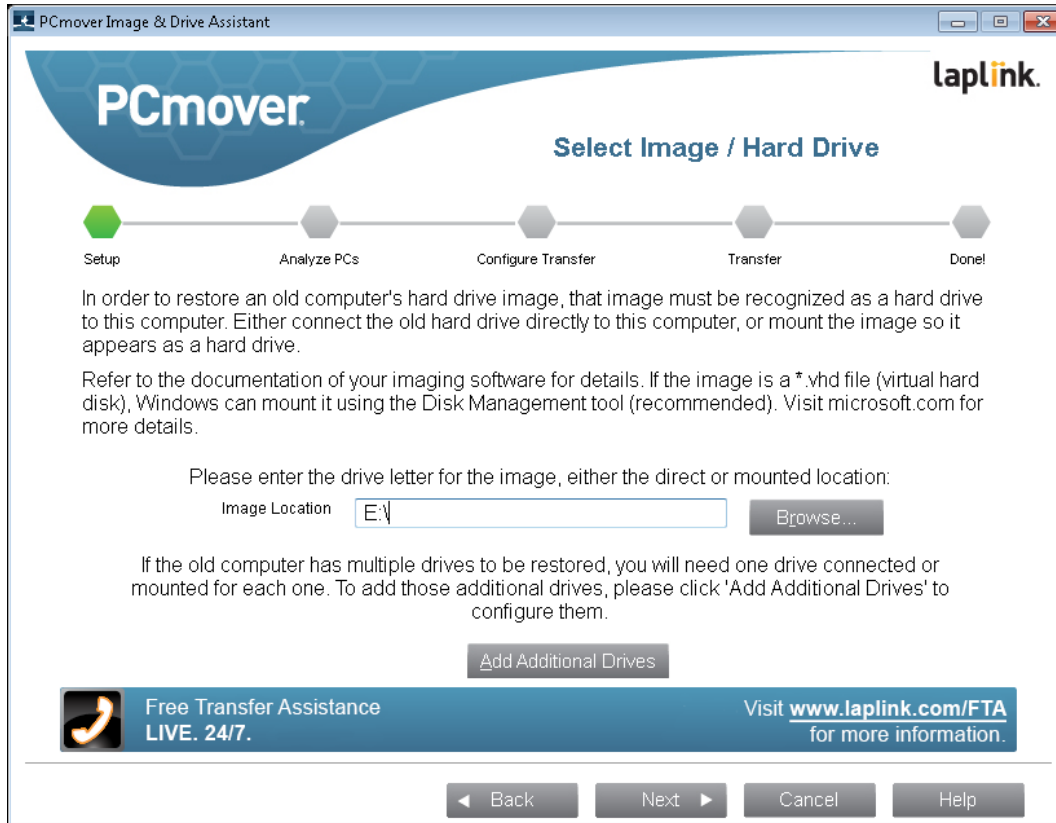 PCmover Image & Drive Assistant
laplink.
PCmover.
Select Image / Hard Drive
Setup
Analyze PCs
Configure Transfer
Transfer
Done!
In order to restore an old computer's hard drive image, that image must be recognized as a hard drive
to this computer. Either connect the old hard drive directly to this computer, or mount the image so it
appears as a hard drive.
Refer to the documentation of your imaging software for details. If the image is a *.vhd file (virtual hard
disk), Windows can mount it using the Disk Management tool (recommended). Visit microsoft.com for
more details.
Please enter the drive letter for the image, either the direct or mounted location:
Image Location
E:\
Browse...
If the old computer has multiple drives to be restored, you will need one drive connected or
mounted for each one. To add those additional drives, please click 'Add Additional Drives' to
configure them.
Add Additional Drives
Free Transfer Assistance
LIVE. 24/7.
Visit www.laplink.com/FTA
for more information.
Back
Next
Cancel
Help